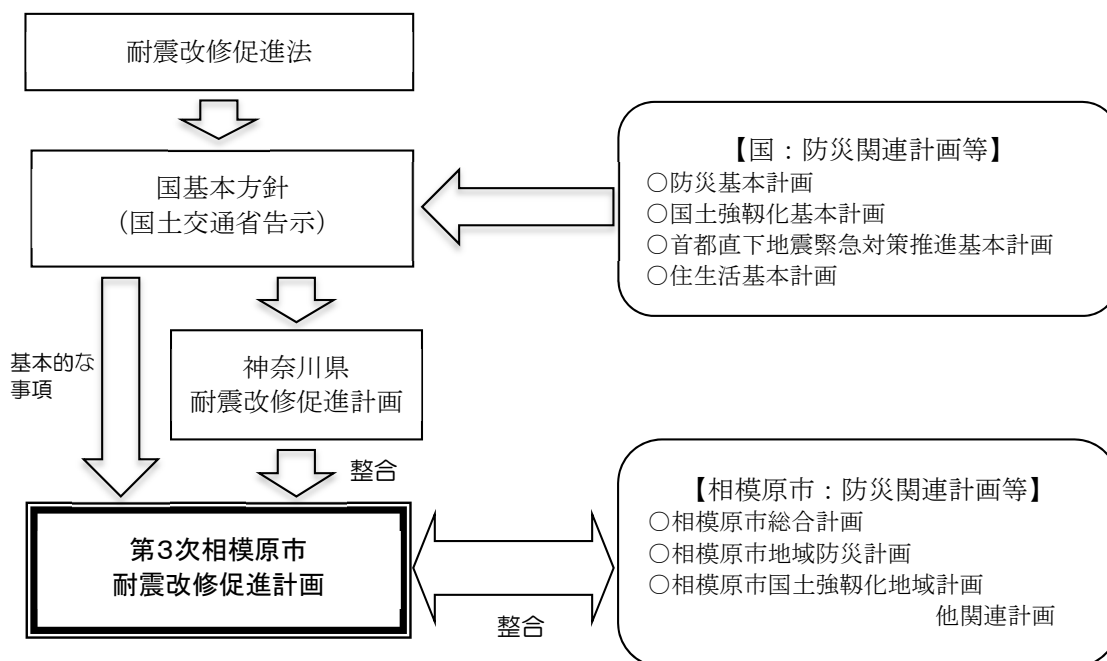 耐震改修促進法
国基本方針
（国土交通省告示）
【国：防災関連計画等】
○防災基本計画
○国土強靱化基本計画
○首都直下地震緊急対策推進基本計画
○住生活基本計画
基本的な
事項
神奈川県
耐震改修促進計画
整合
第３次相模原市
耐震改修促進計画
整合
【相模原市：防災関連計画等】
○相模原市総合計画
○相模原市地域防災計画
○相模原市国土強靱化地域計画
他関連計画